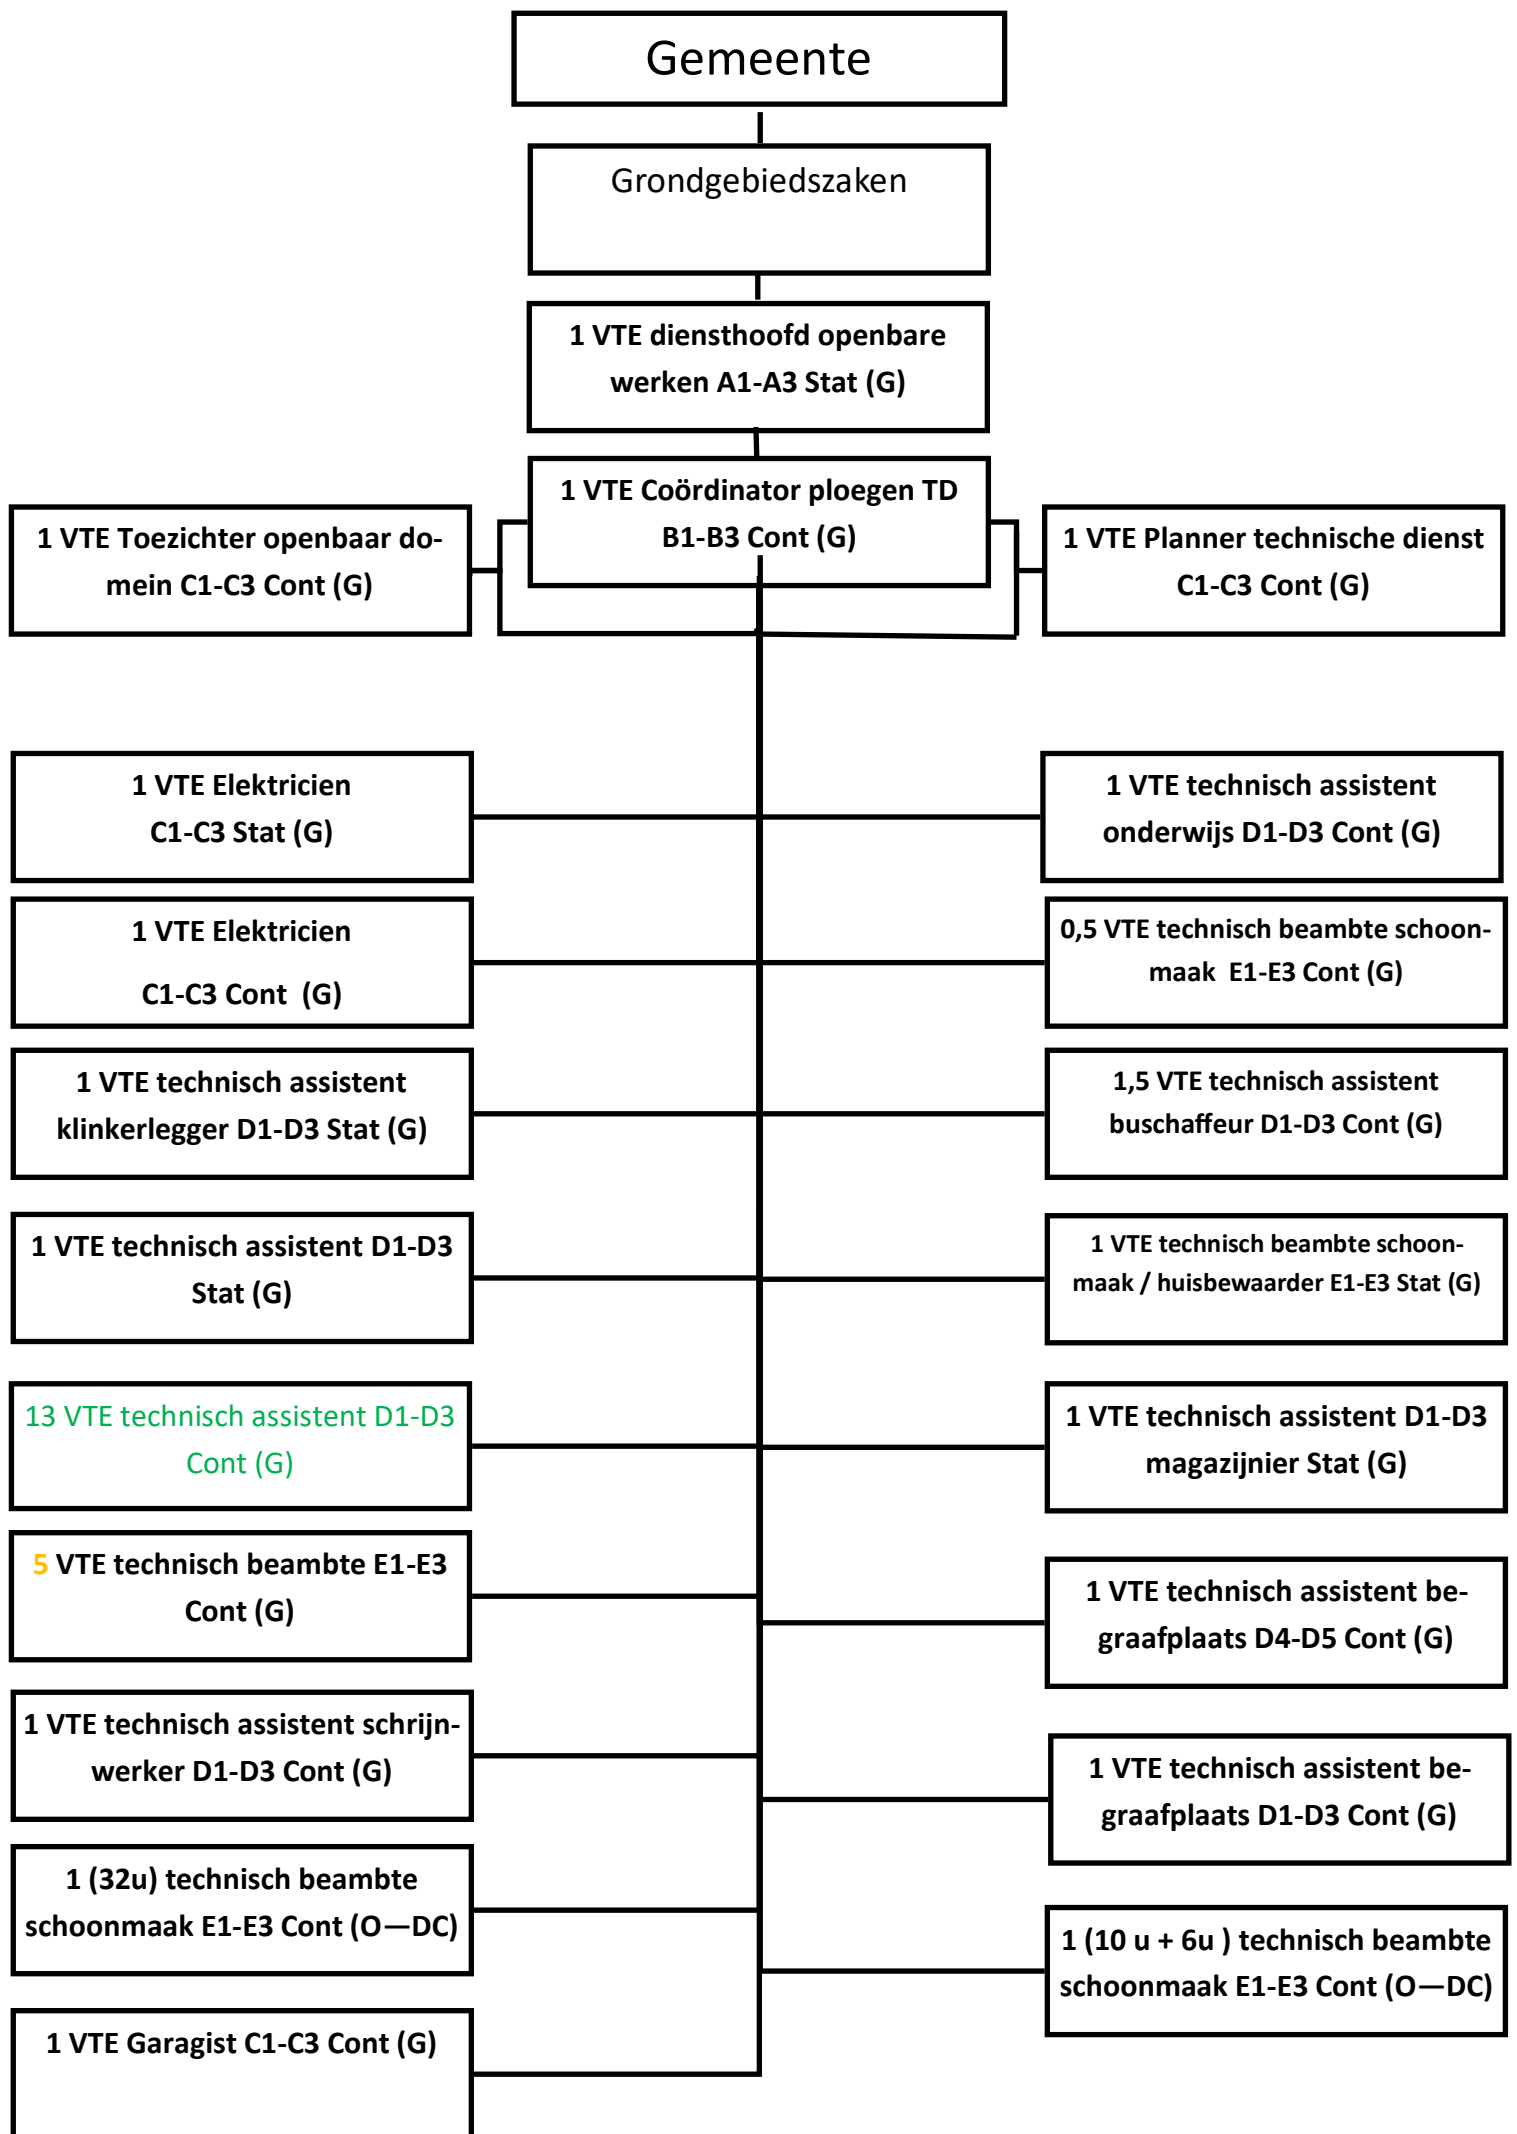 Gemeente
Grondgebiedszaken
1 VTE diensthoofd openbare
werken A1-A3 Stat (G)
1 VTE Coördinator ploegen TD
B1-B3 Cont (G)
1 VTE Toezichter openbaar do-
mein C1-C3 Cont (G)
1 VTE Planner technische dienst
C1-C3 Cont (G)
1 VTE Elektricien
C1-C3 Stat (G)
1 VTE technisch assistent
onderwijs D1-D3 Cont (G)
1 VTE Elektricien
C1-C3 Cont (G)
0,5 VTE technisch beambte schoon-
maak E1-E3 Cont (G)
1 VTE technisch assistent
klinkerlegger D1-D3 Stat (G)
1,5 VTE technisch assistent
buschaffeur D1-D3 Cont (G)
1 VTE technisch assistent D1-D3
Stat (G)
1 VTE technisch beambte schoon-
maak / huisbewaarder E1-E3 Stat (G)
13 VTE technisch assistent D1-D3
Cont (G)
1 VTE technisch assistent D1-D3
magazijnier Stat (G)
5 VTE technisch beambte E1-E3
Cont (G)
1 VTE technisch assistent be-
graafplaats D4-D5 Cont (G)
1 VTE technisch assistent schrijn-
werker D1-D3 Cont (G)
1 VTE technisch assistent be-
graafplaats D1-D3 Cont (G)
1 (32u) technisch beambte
schoonmaak E1-E3 Cont (O—DC)
1 (10 u + 6u ) technisch beambte
schoonmaak E1-E3 Cont (O—DC)
1 VTE Garagist C1-C3 Cont (G)